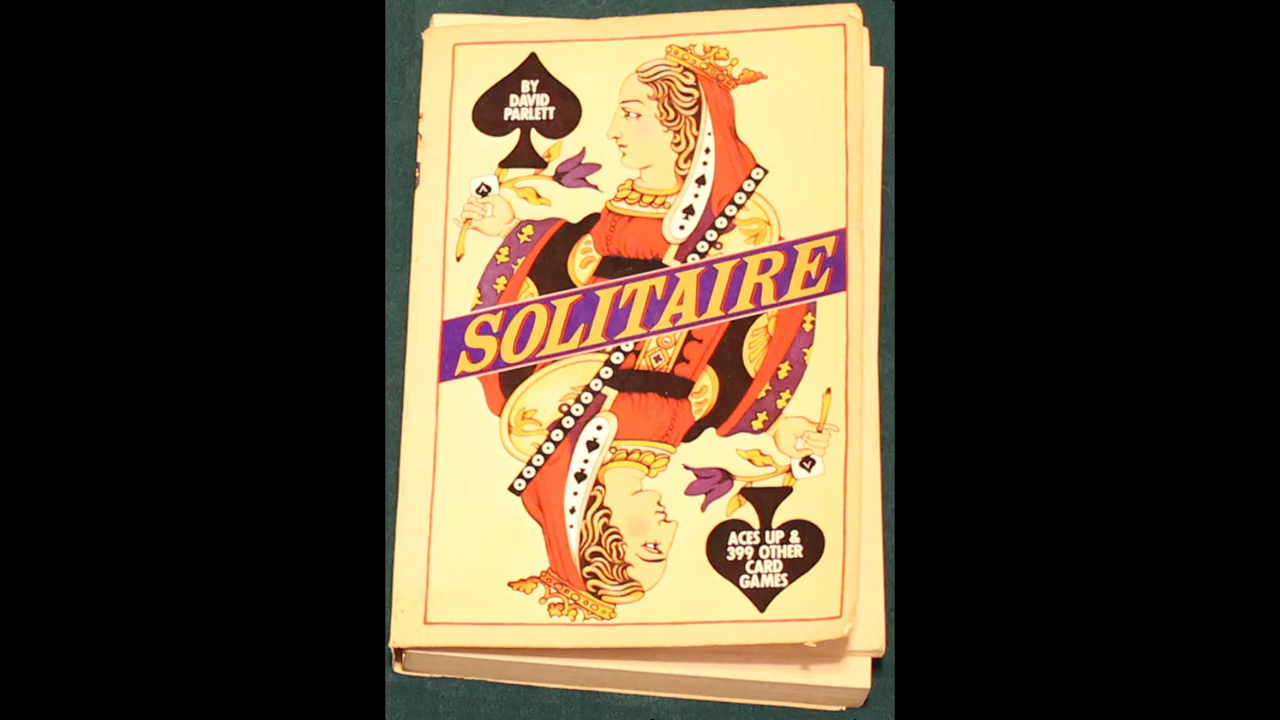 BY
DAVID
PARLETT
SOLITAIRE
ACES UP &
399 OTHER
CARD
GAMES